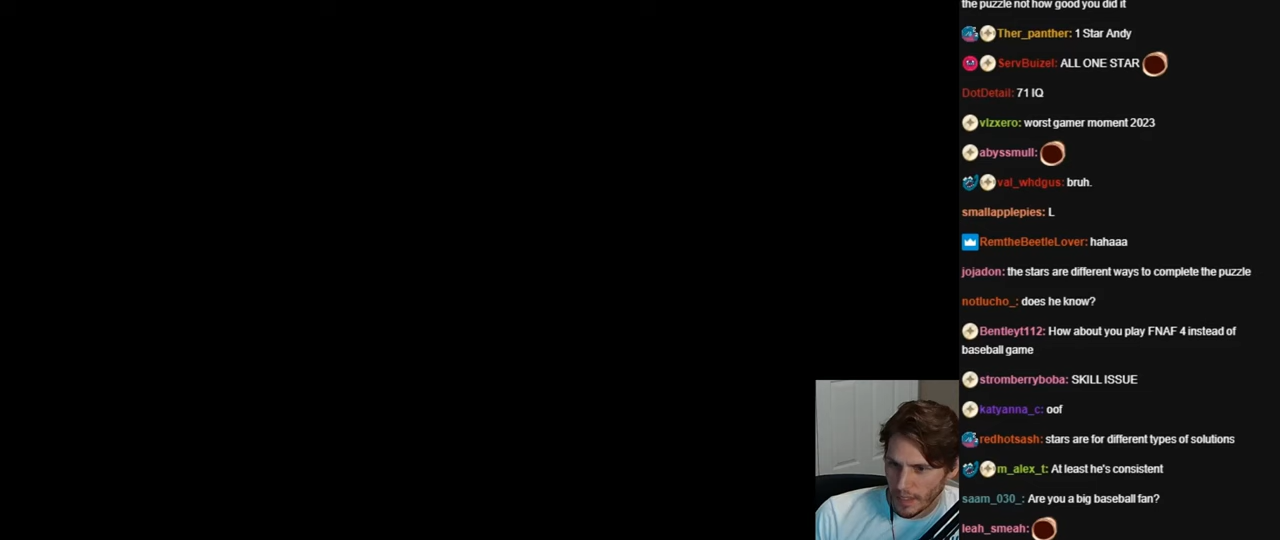 the puzzle not how good you did it
Ther_panther: 1 Star Andy
ServBuizel: ALL ONE STAR
DotDetail: 71 IQ
vlzxero: worst gamer moment 2023
abyssmull:
val_whdgus: bruh.
smallapplepies: L
RemtheBeetleLover: hahaaa
jojadon: the stars are different ways to complete the puzzle
notlucho_: does he know?
Bentleyt112: How about you play FNAF 4 instead of
baseball game
stromberryboba: SKILL ISSUE
katyanna_c: oof
redhotsash: stars are for different types of solutions
m_alex_t: At least he's consistent
saam_030_: Are you a big baseball fan?
leah_smeah: